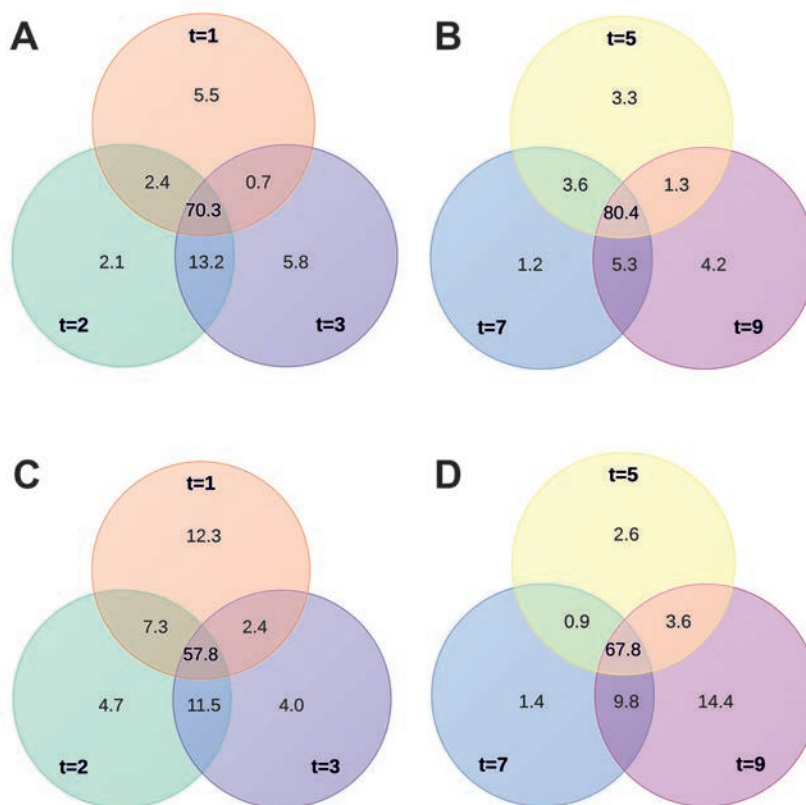 A
t=1
5.5
2.4
0.7
70.3
2.1
13.2
5.8
t=2
t=3
B
t=5
3.3
3.6
1.3
80.4
1.2
5.3
4.2
t=7
t=9
C
t=1
12.3
7.3
2.4
57.8
4.7
11.5
4.0
t=2
t=3
D
t=5
2.6
0.9
3.6
67.8
1.4
9.8
14.4
t=7
t=9